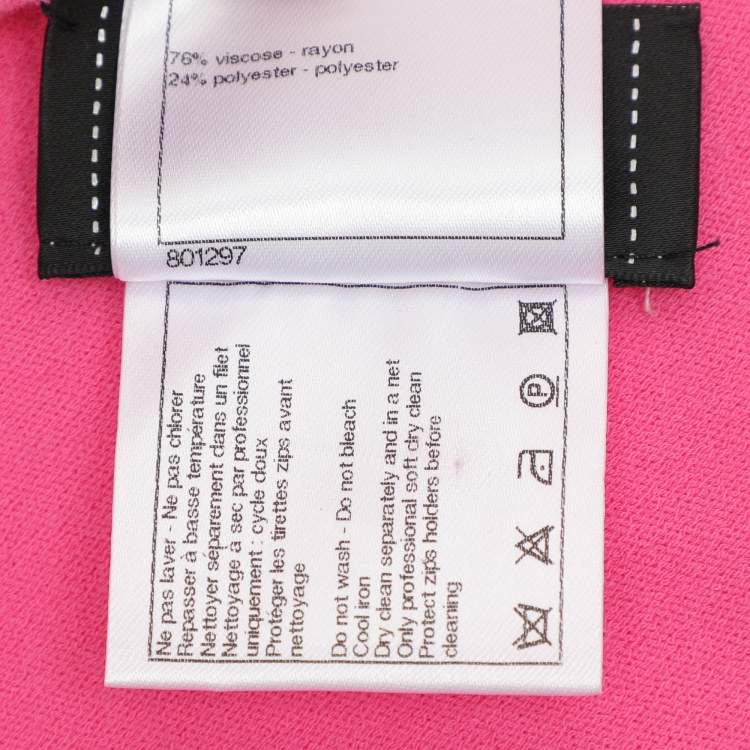 76% viscose - rayon
24% polyester - polyester
801297
Ne pas laver - Ne pas chlorer
Repasser à basse température
Nettoyer séparement dans un filet
Nettoyage à sec par professionnel
uniquement : cycle doux
Protéger les tirettes zips avant
nettoyage
Do not wash - Do not bleach
Cool iron
Dry clean separately and in a net
Only professional soft dry clean
Protect zips holders before
cleaning
P